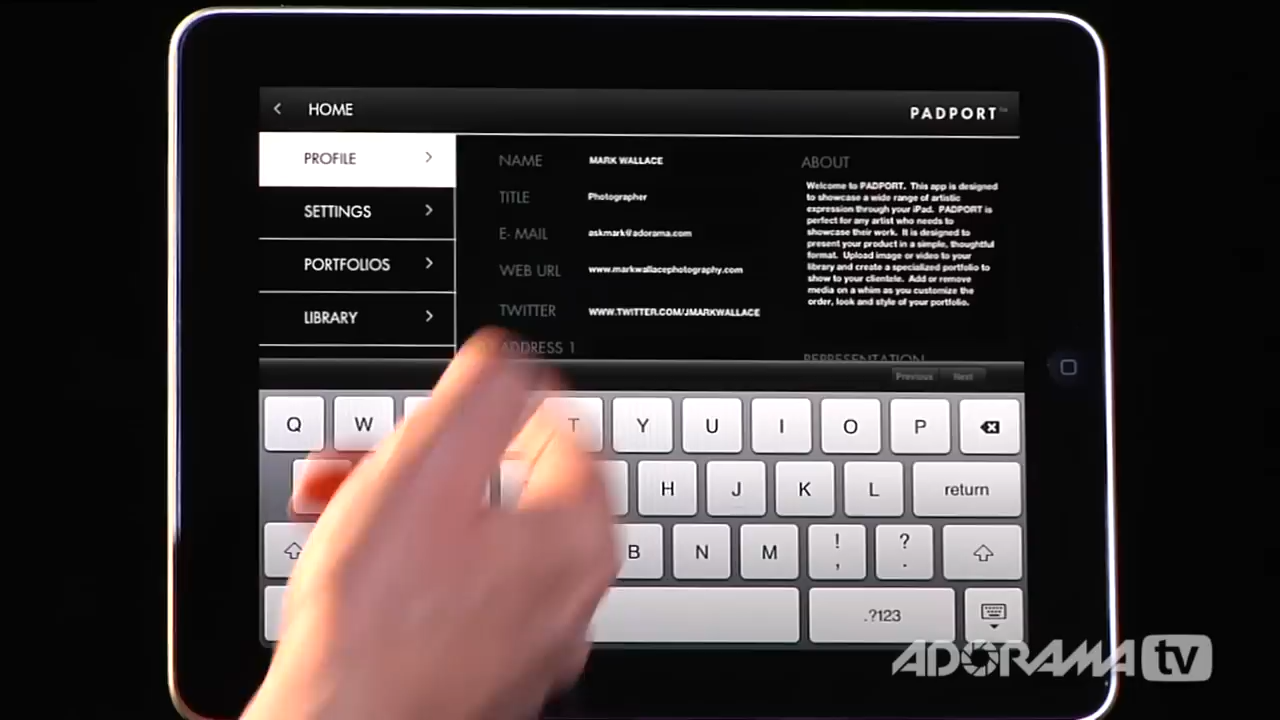 HOME
PADPORT™
PROFILE
SETTINGS
PORTFOLIOS
LIBRARY
NAME MARK WALLACE
TITLE Photographer
E- MAIL askmark@adorama.com
WEB URL www.markwallacephotography.com
TWITTER WWW.TWITTER.COM/JMARKWALLACE
ADDRESS 1
ABOUT
Welcome to PADPORT. This app is designed
to showcase a wide range of artistic
expression through your iPad. PADPORT is
perfect for any artist who needs to
showcase their work. It is designed to
present your product in a simple, thoughtful
format. Upload image or video to your
library and create a specialized portfolio to
show to your clientele. Add or remove
media on a whim as you customize the
order, look and style of your portfolio.
REPRESENTATION
Previous Next
Q W T Y U I O P
H J K L return
B N M ! , ? .
.?123
ADORAMA tv